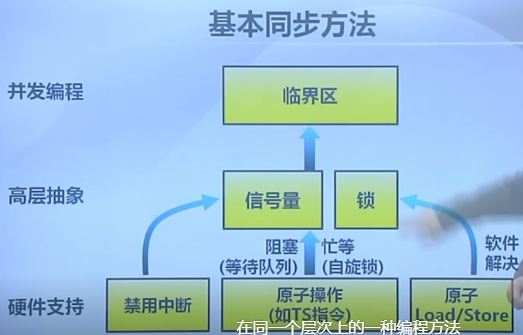 基本同步方法
并发编程
临界区
高层抽象
信号量
锁
阻塞
(等待队列)
忙等
(自旋锁)
软件
解决
硬件支持
禁用中断
原子操作
(如TS指令)
原子
Load/Store
在同一个层次上的一种编程方法